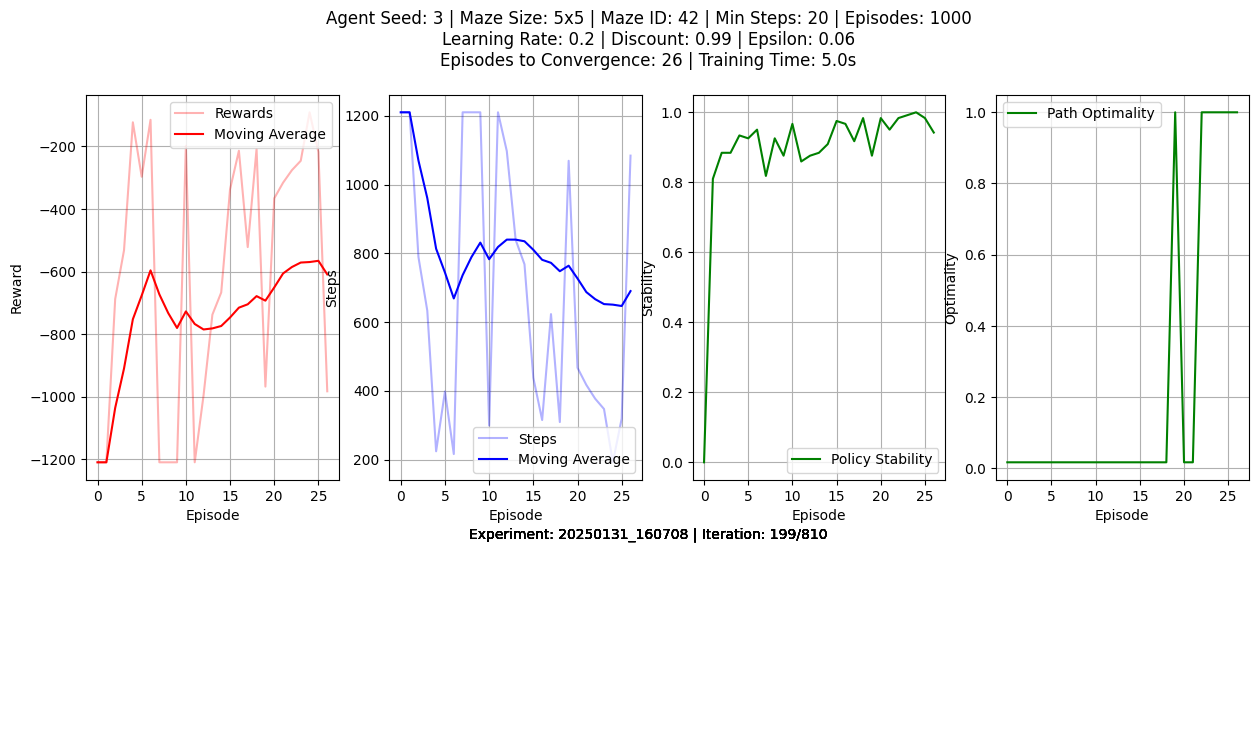 Agent Seed: 3 | Maze Size: 5x5 | Maze ID: 42 | Min Steps: 20 | Episodes: 1000
Learning Rate: 0.2 | Discount: 0.99 | Epsilon: 0.06
Episodes to Convergence: 26 | Training Time: 5.0s
Reward
−200
−400
−600
−800
−1000
−1200
Rewards
Moving Average
0 5 10 15 20 25
Episode
Steps
1200
1000
800
600
400
200
Steps
Moving Average
0 5 10 15 20 25
Episode
Stability
1.0
0.8
0.6
0.4
0.2
0.0
Policy Stability
0 5 10 15 20 25
Episode
Optimality
1.0
0.8
0.6
0.4
0.2
0.0
Path Optimality
0 5 10 15 20 25
Episode
Experiment: 20250131_160708 | Iteration: 199/810